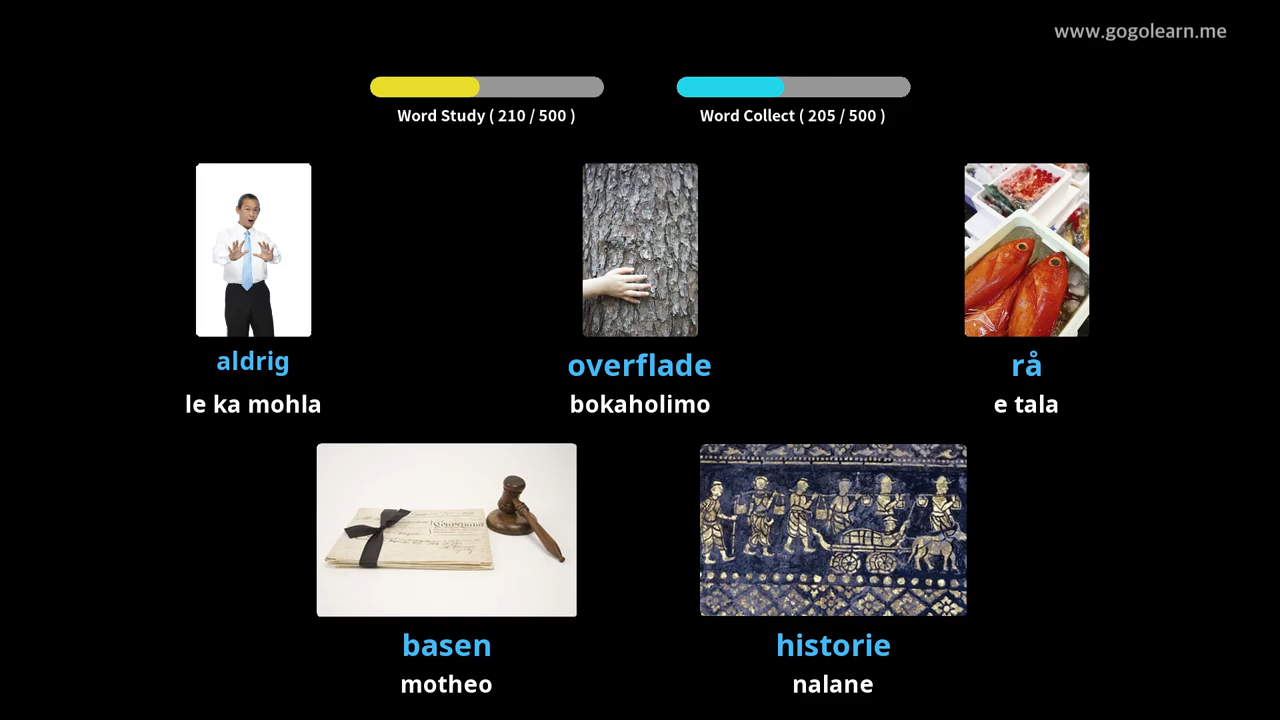 www.gogolearn.me
Word Study ( 210 / 500 )
Word Collect ( 205 / 500 )
aldrig
le ka mohla
overflade
bokaholimo
rå
e tala
basen
motheo
historie
nalane